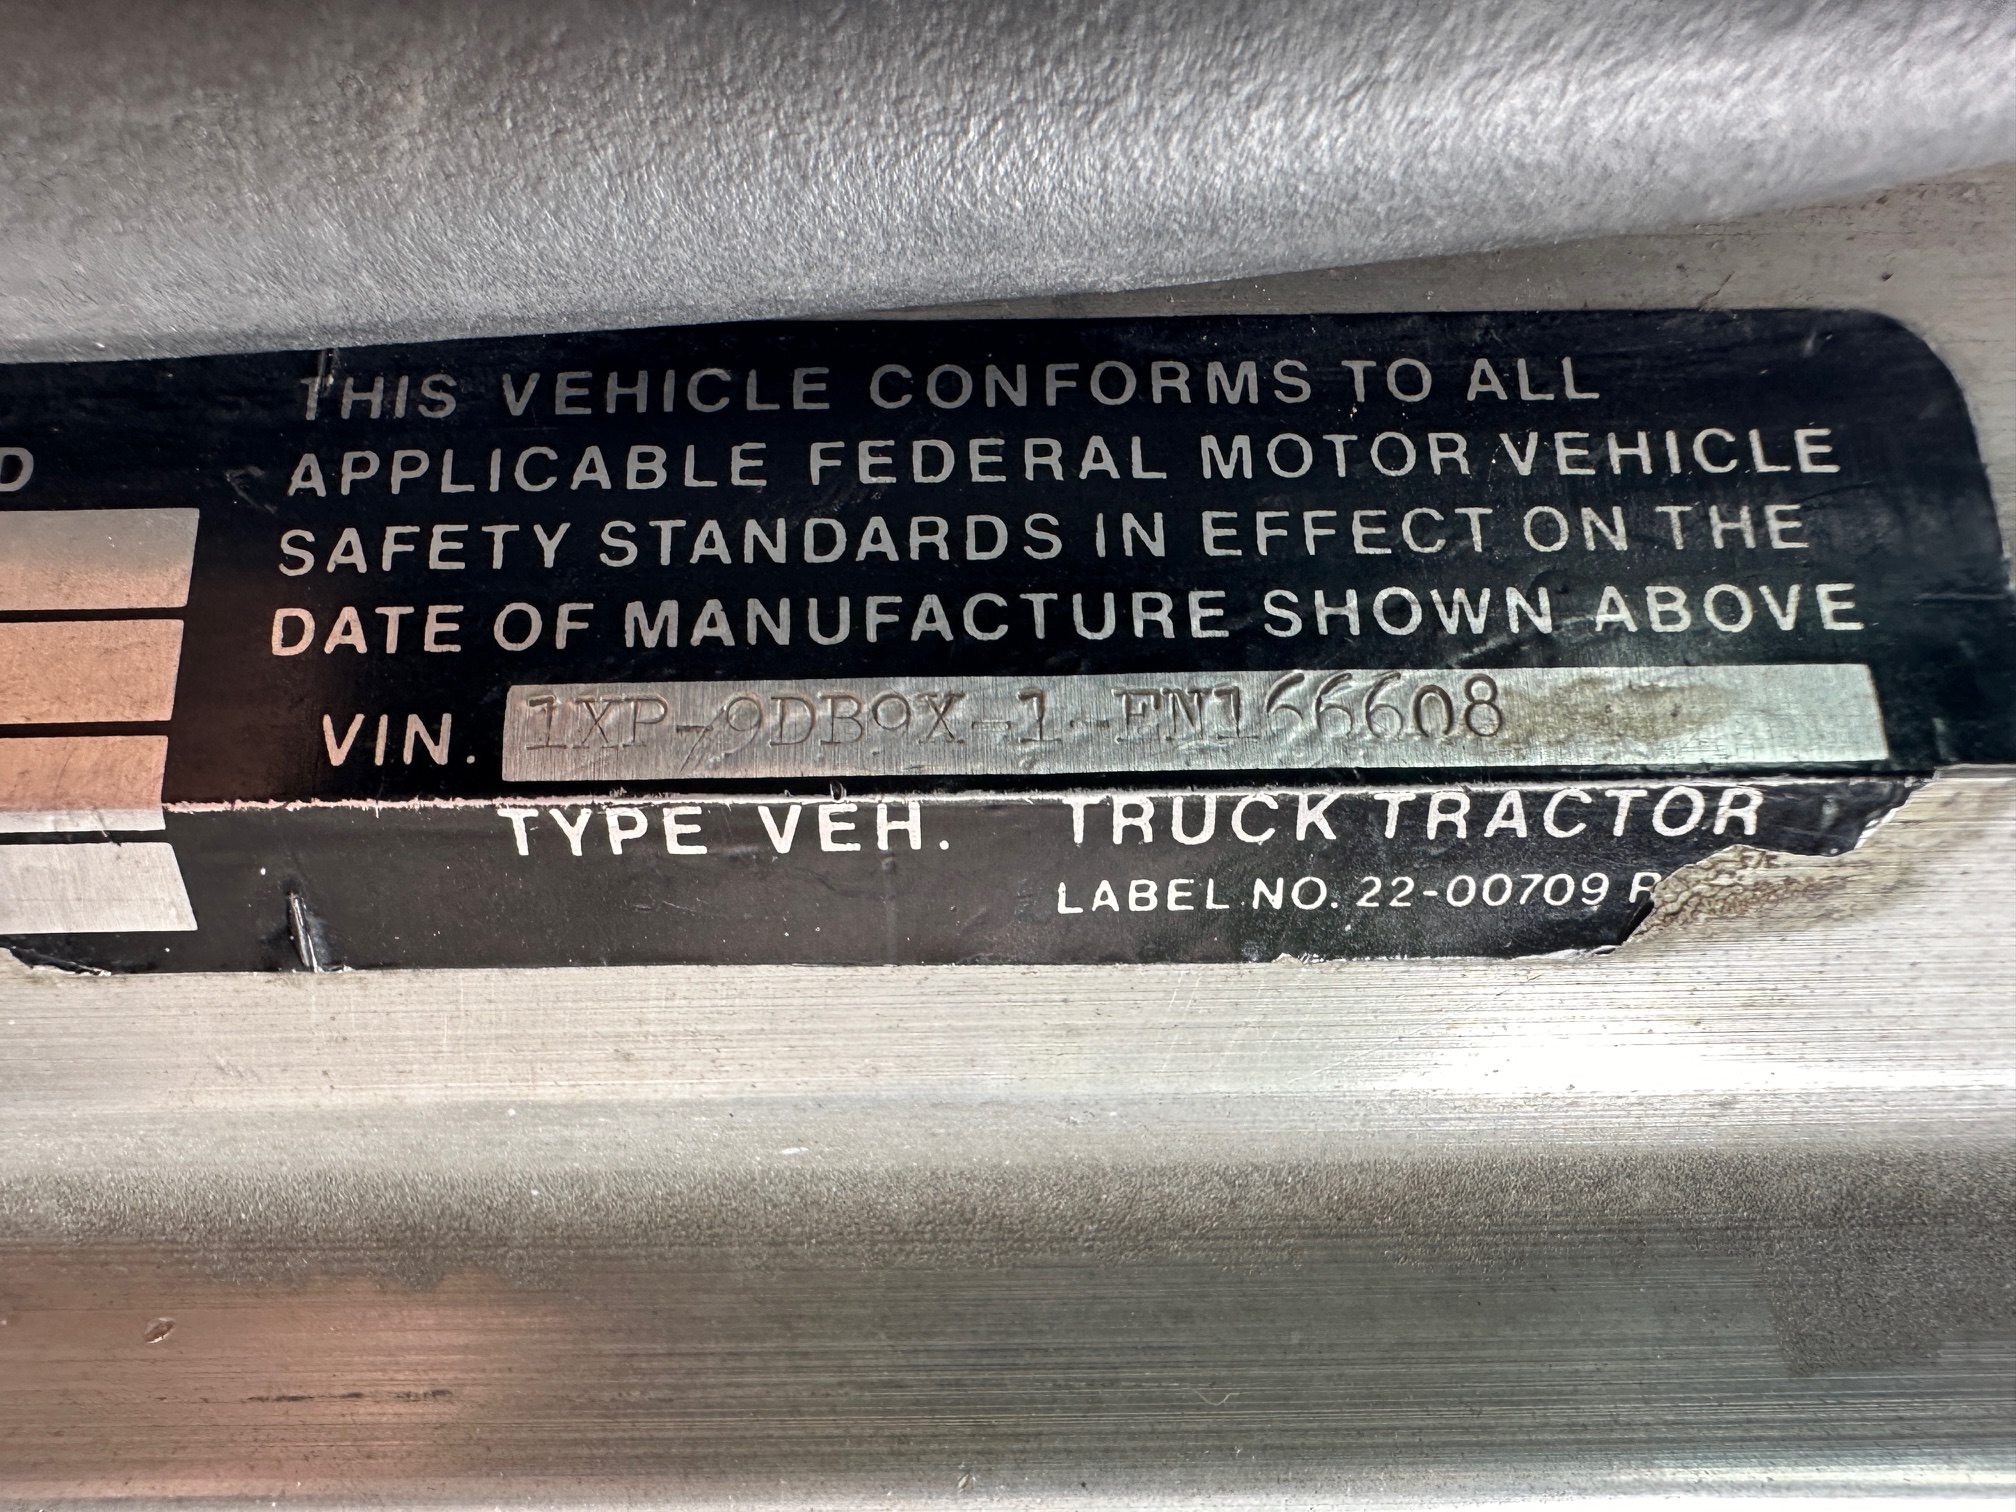 D
THIS VEHICLE CONFORMS TO ALL
APPLICABLE FEDERAL MOTOR VEHICLE
SAFETY STANDARDS IN EFFECT ON THE
DATE OF MANUFACTURE SHOWN ABOVE
VIN. 1XP-9DB9X-1-EN166608
TYPE VEH. TRUCK TRACTOR
LABEL NO. 22-00709 R